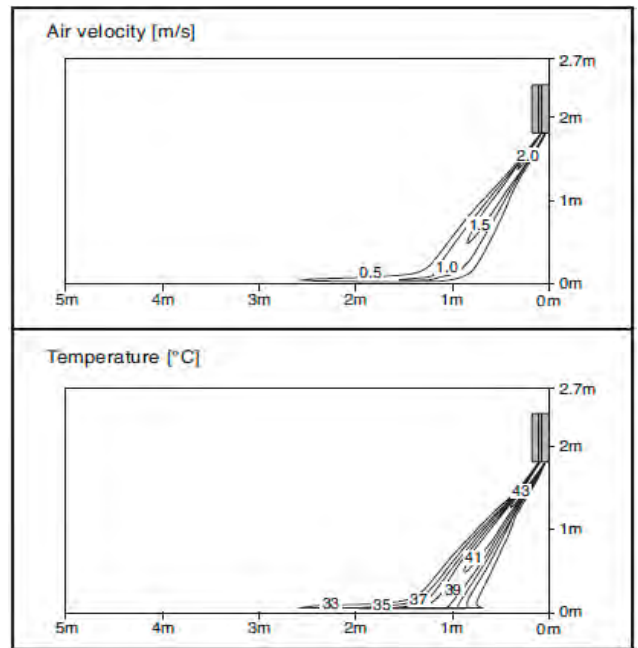 Air velocity [m/s]
2.7m
2m
2.0
1m
1.5
1.0
0.5
0m
5m 4m 3m 2m 1m 0m
Temperature [°C]
2.7m
2m
43
1m
41
39
37
33 35
0m
5m 4m 3m 2m 1m 0m